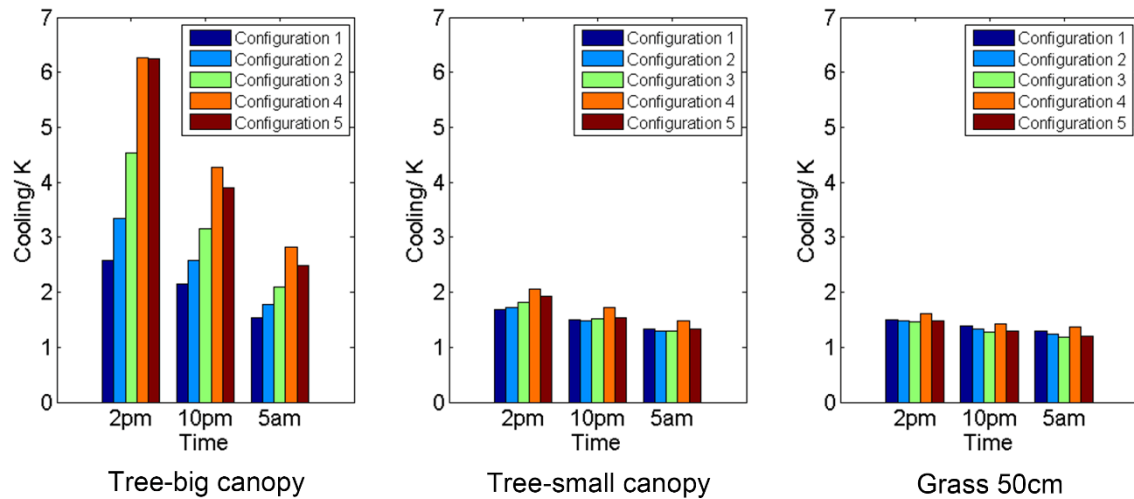 7
6
5
4
3
2
1
0
Cooling/ K
Configuration 1
Configuration 2
Configuration 3
Configuration 4
Configuration 5
2pm 10pm 5am
Time
Tree-big canopy
7
6
5
4
3
2
1
0
Cooling/ K
Configuration 1
Configuration 2
Configuration 3
Configuration 4
Configuration 5
2pm 10pm 5am
Time
Tree-small canopy
7
6
5
4
3
2
1
0
Cooling/ K
Configuration 1
Configuration 2
Configuration 3
Configuration 4
Configuration 5
2pm 10pm 5am
Time
Grass 50cm